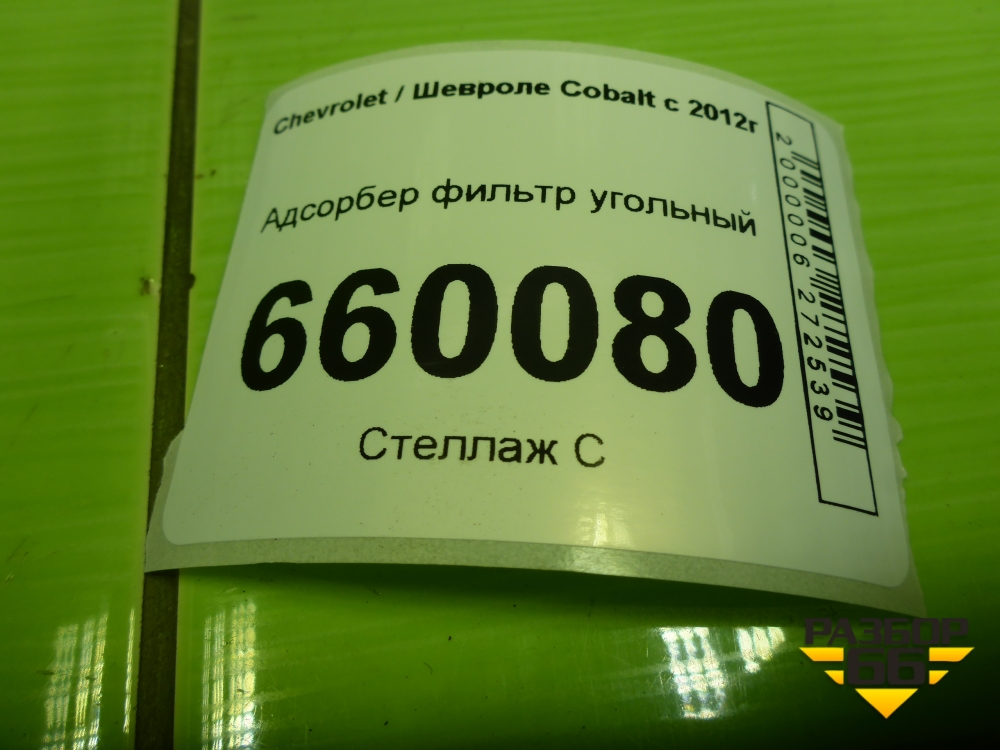 Chevrolet / Шевроле Cobalt с 2012г
Адсорбер фильтр угольный
660080
Стеллаж С
2000006272539
РАЗБОР
66